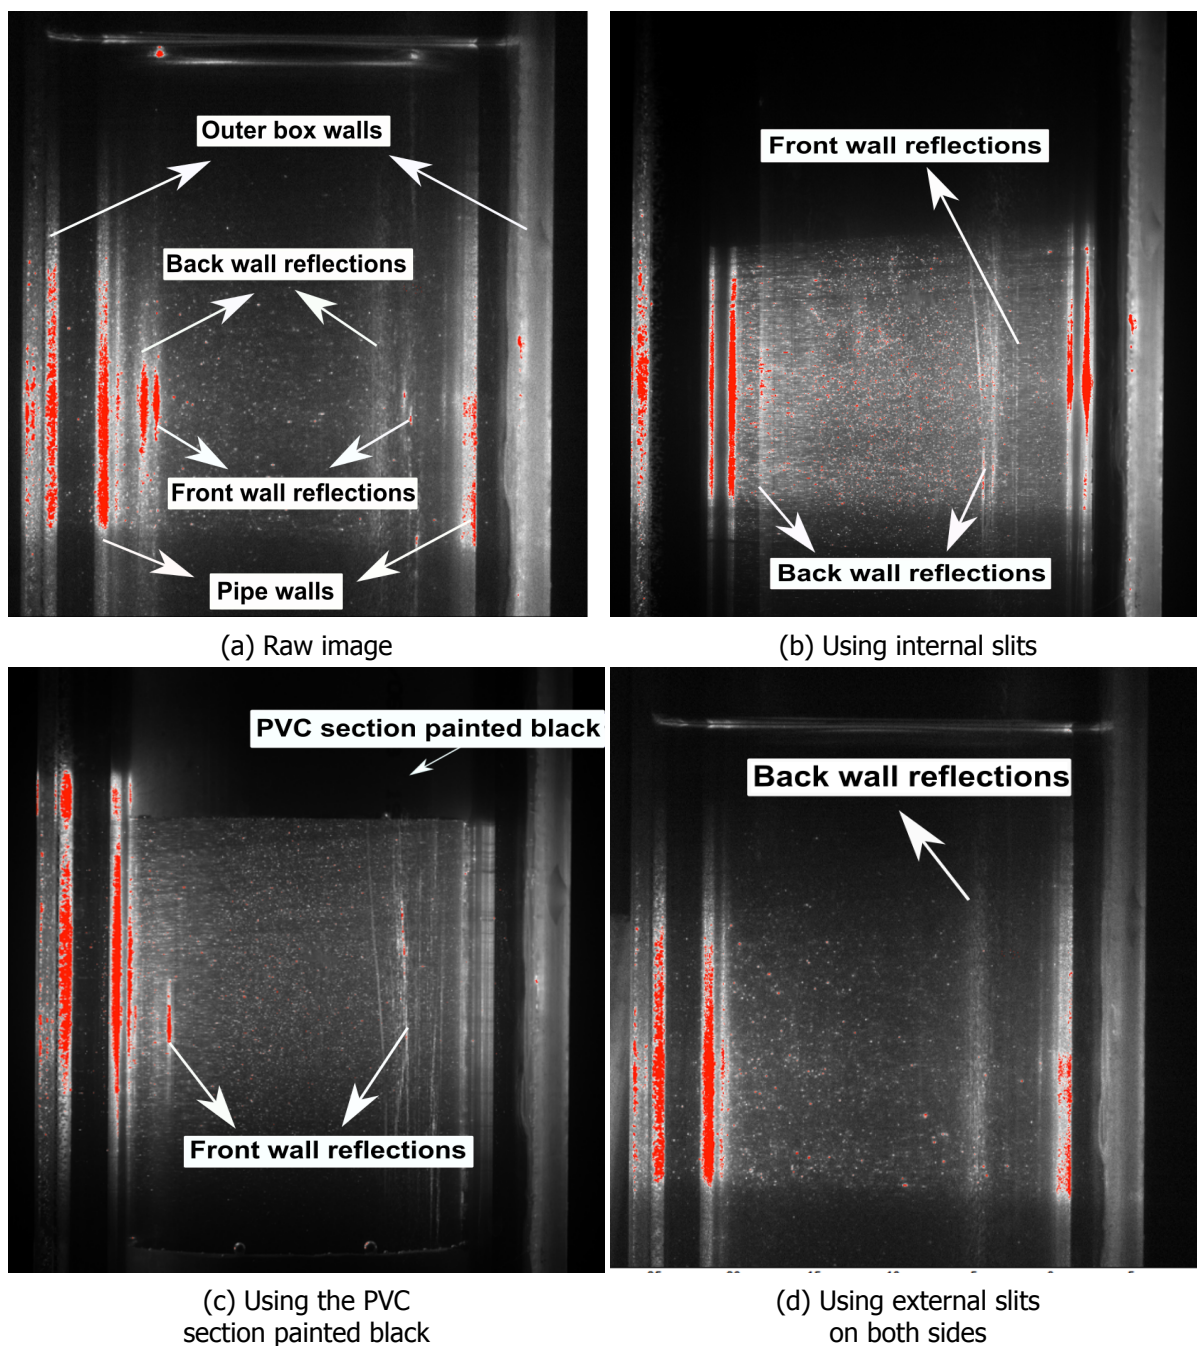 Outer box walls
Back wall reflections
Front wall reflections
Pipe walls
(a) Raw image
Front wall reflections
Back wall reflections
(b) Using internal slits
PVC section painted black
Front wall reflections
(c) Using the PVC
section painted black
Back wall reflections
(d) Using external slits
on both sides